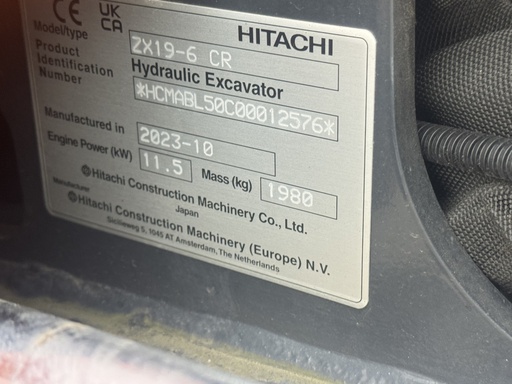 CE UK CA HITACHI
Model/type ZX19-6 CR
Hydraulic Excavator
Product Identification Number *HCMABL50C00012576*
Manufactured in 2023-10
Engine Power (kW) 11.5 Mass (kg) 1980
Hitachi Construction Machinery Co., Ltd.
Japan
Manufacturer
Hitachi Construction Machinery (Europe) N.V.
Siciliëweg 5, 1045 AT Amsterdam, The Netherlands